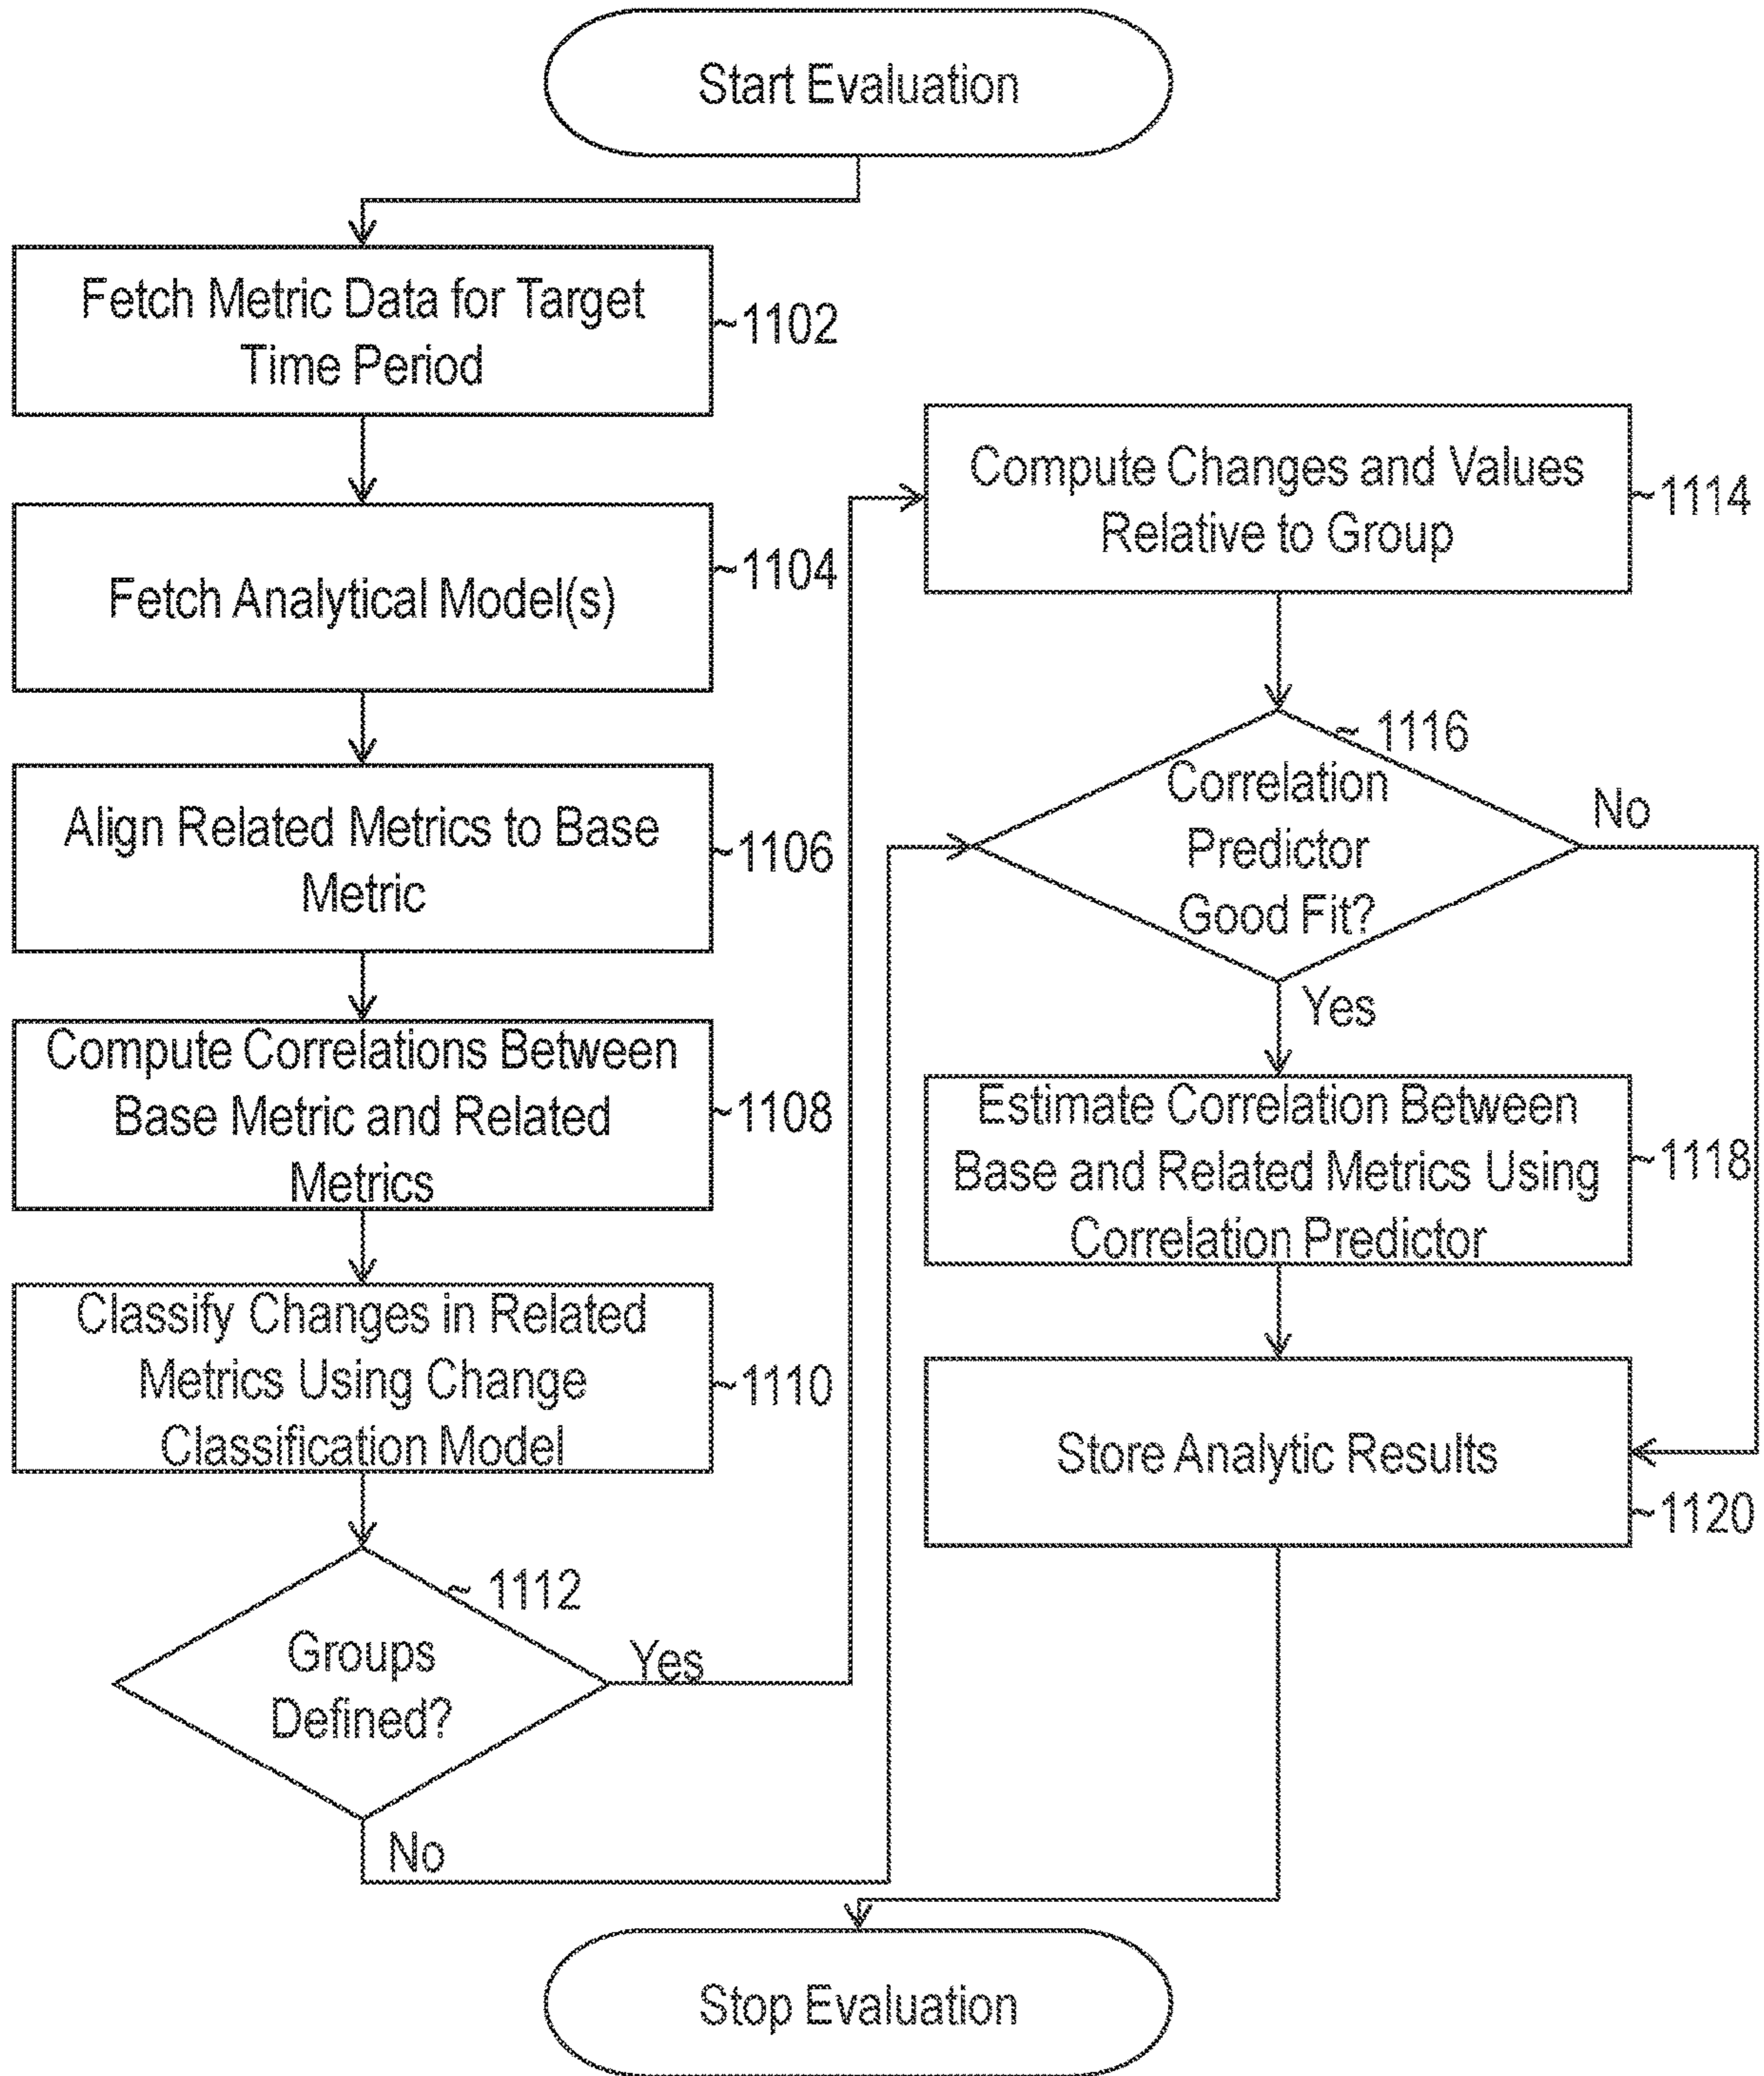 Start Evaluation
Fetch Metric Data for Target
Time Period
~1102
Fetch Analytical Model(s)
~1104
Align Related Metrics to Base
Metric
~1106
Compute Correlations Between
Base Metric and Related
Metrics
~1108
Classify Changes in Related
Metrics Using Change
Classification Model
~1110
~ 1112
Groups
Defined?
Yes
No
Compute Changes and Values
Relative to Group
~1114
~ 1116
Correlation
Predictor
Good Fit?
No
Yes
Estimate Correlation Between
Base and Related Metrics Using
Correlation Predictor
~1118
Store Analytic Results
~1120
Stop Evaluation